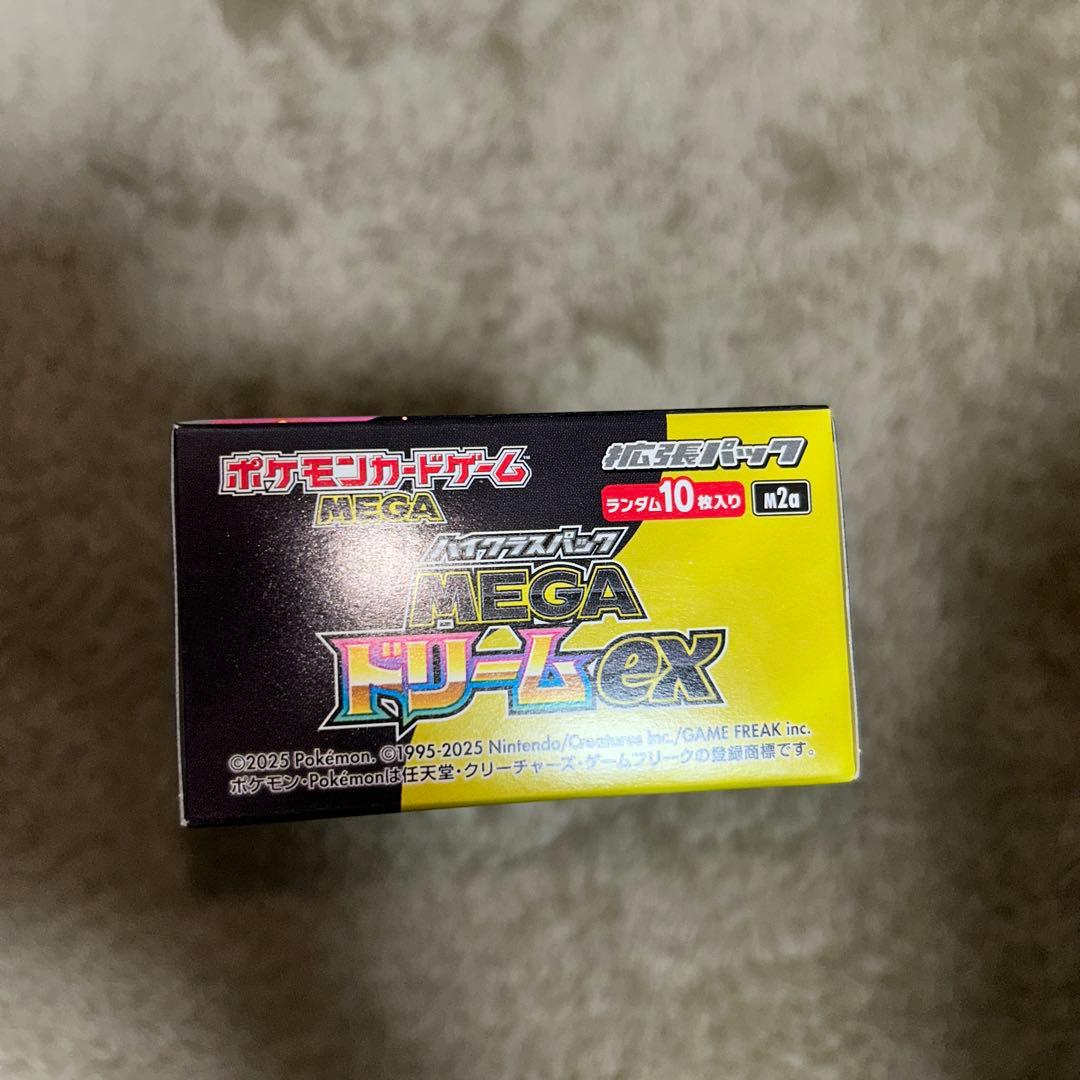 ポケモンカードゲーム™
MEGA
拡張パック
ランダム10枚入り
M2a
ハイクラスパック
MEGA
ドリームex
©2025 Pokémon. ©1995-2025 Nintendo/Creatures Inc./GAME FREAK inc.
ポケモン・Pokémonは任天堂・クリーチャーズ・ゲームフリークの登録商標です。